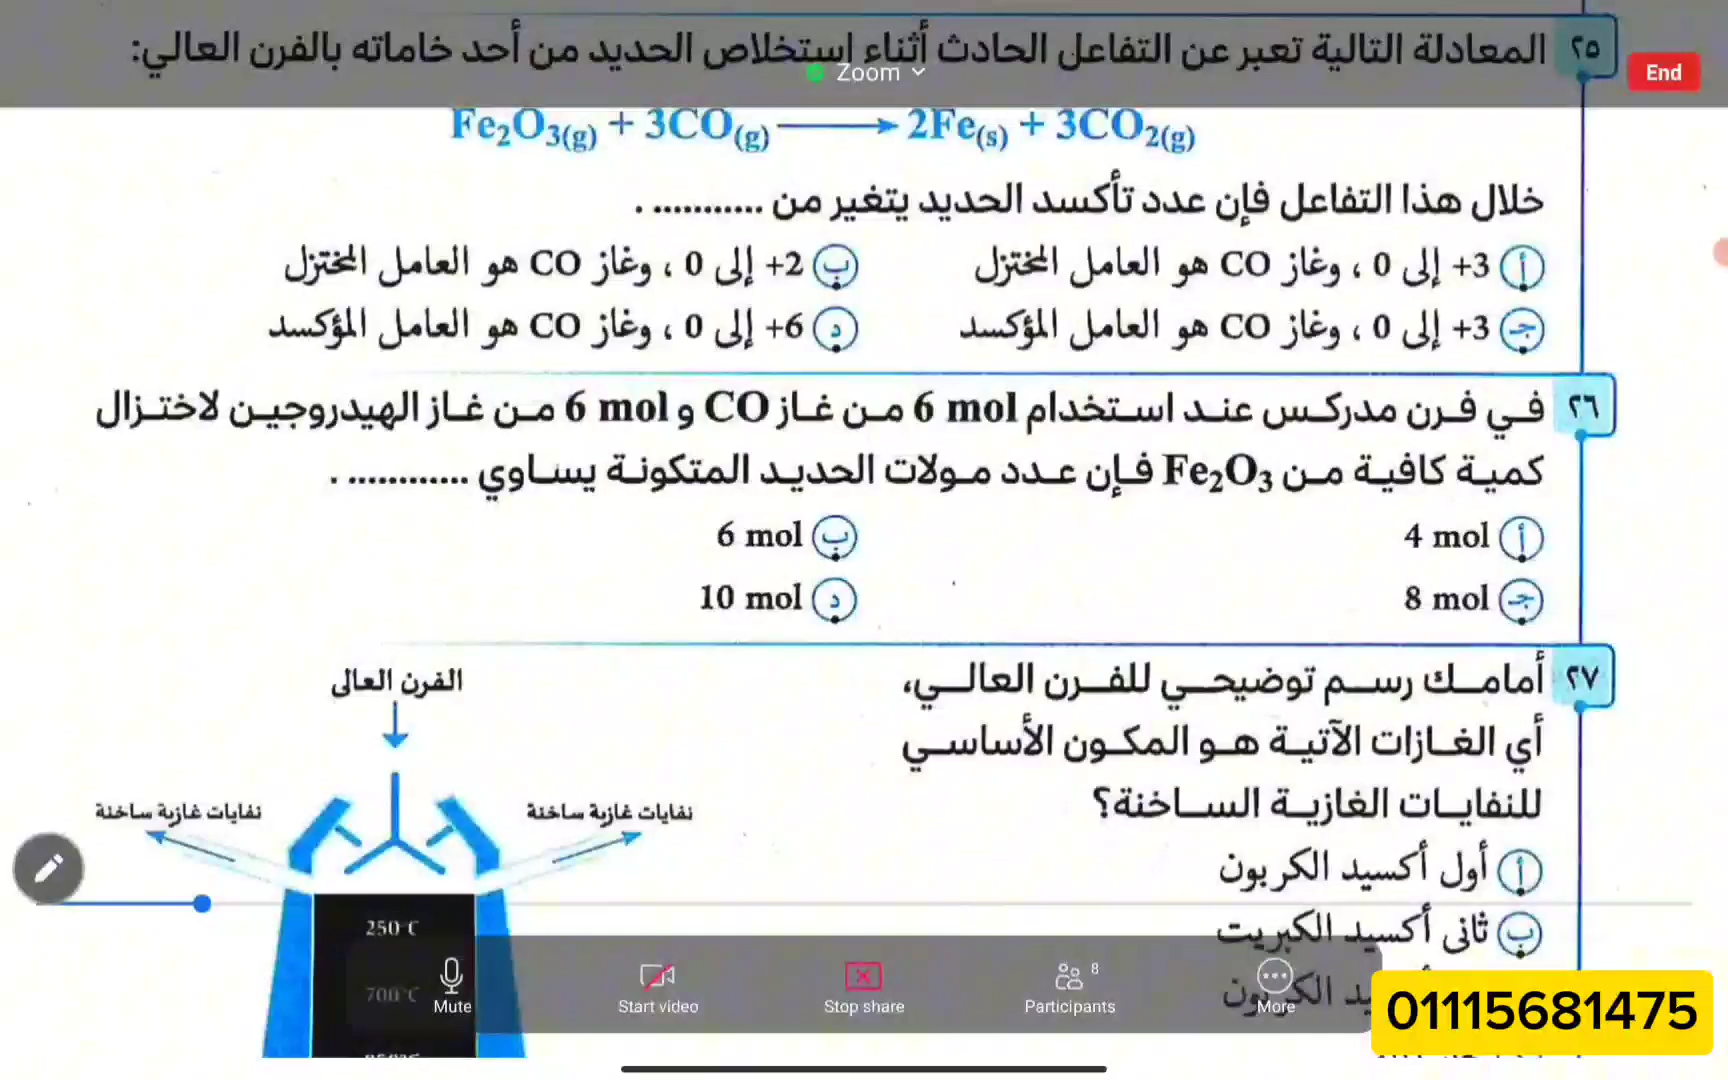 ٢٥ المعادلة التالية تعبر عن التفاعل الحادث أثناء إستخلاص الحديد من أحد خاماته بالفرن العالي:
Zoom
End
Fe2O3(g) + 3CO(g) → 2Fe(s) + 3CO2(g)
خلال هذا التفاعل فإن عدد تأكسد الحديد يتغير من ............ .
أ +3 إلى 0 ، وغاز CO هو العامل المختزل
ب +2 إلى 0 ، وغاز CO هو العامل المختزل
جـ +3 إلى 0 ، وغاز CO هو العامل المؤكسد
د +6 إلى 0 ، وغاز CO هو العامل المؤكسد
٢٦ في فرن مدركس عند استخدام 6 mol من غاز CO و 6 mol من غاز الهيدروجين لاختزال
كمية كافية من Fe2O3 فإن عدد مولات الحديد المتكونة يساوي ............. .
أ 4 mol
ب 6 mol
جـ 8 mol
د 10 mol
٢٧ أمامك رسم توضيحي للفرن العالي،
أي الغازات الآتية هو المكون الأساسي
للنفايات الغازية الساخنة؟
أ أول أكسيد الكربون
ب ثانى أكسيد الكبريت
الكربون
الفرن العالى
نفايات غازية ساخنة
نفايات غازية ساخنة
250°C
700°C
Mute
Start video
Stop share
8
Participants
More
01115681475